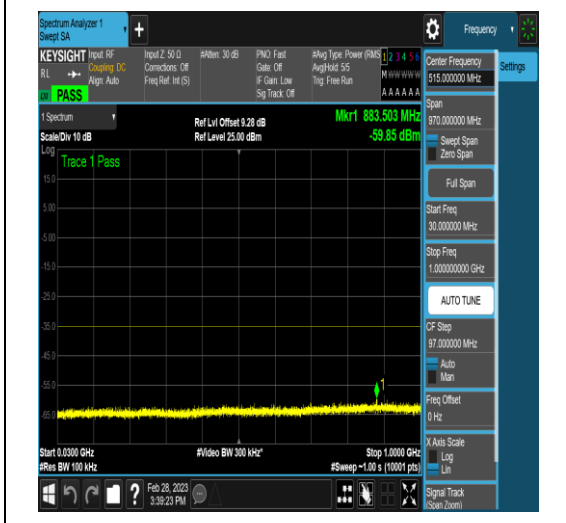 Spectrum Analyzer 1
Swept SA
+
Frequency
KEYSIGHT
RL
PASS
Input: RF
Coupling: DC
Align: Auto
Input Z: 50 Ω
Corrections: Off
Freq Ref: Int (S)
#Atten: 30 dB
PNO: Fast
Gate: Off
IF Gain: Low
Sig Track: Off
#Avg Type: Power (RMS
Avg|Hold: 5/5
Trig: Free Run
1 2 3 4 5 6
M W W W W W
A A A A A A
1 Spectrum
Scale/Div 10 dB
Ref Lvl Offset 9.28 dB
Ref Level 25.00 dBm
Mkr1 883.503 MHz
-59.85 dBm
Log
Trace 1 Pass
15.0
5.00
-5.00
-15.0
-25.0
-35.0
-45.0
-55.0
-65.0
1
Start 0.0300 GHz
#Res BW 100 kHz
#Video BW 300 kHz*
Stop 1.0000 GHz
#Sweep ~1.00 s (10001 pts)
?
Feb 28, 2023
3:39:23 PM
Center Frequency
515.000000 MHz
Span
970.000000 MHz
Swept Span
Zero Span
Full Span
Start Freq
30.000000 MHz
Stop Freq
1.000000000 GHz
AUTO TUNE
CF Step
97.000000 MHz
Auto
Man
Freq Offset
0 Hz
X Axis Scale
Log
Lin
Signal Track
(Span Zoom)
Settings